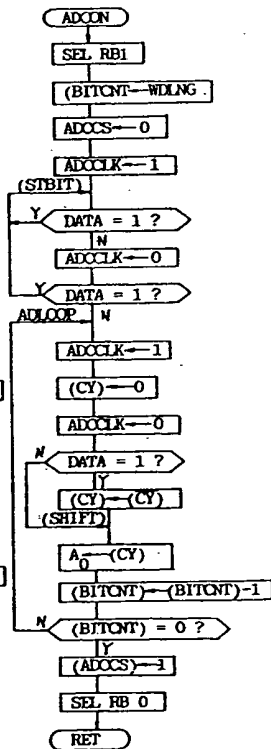 ADCON
SEL RB1
(BITCNT←WDLNG
ADCCS←0
ADCCLK←1
(STBIT)
Y
DATA = 1 ?
N
ADCCLK←0
Y
DATA = 1 ?
ADLOOP
N
ADCCLK←1
(CY)←0
ADCCLK←0
N
DATA = 1 ?
Y
(CY)←(CY)
(SHIFT)
A0←(CY)
(BITCNT)←(BITCNT)-1
N
(BITCNT) = 0 ?
Y
(ADCCS)←1
SEL RB 0
RET